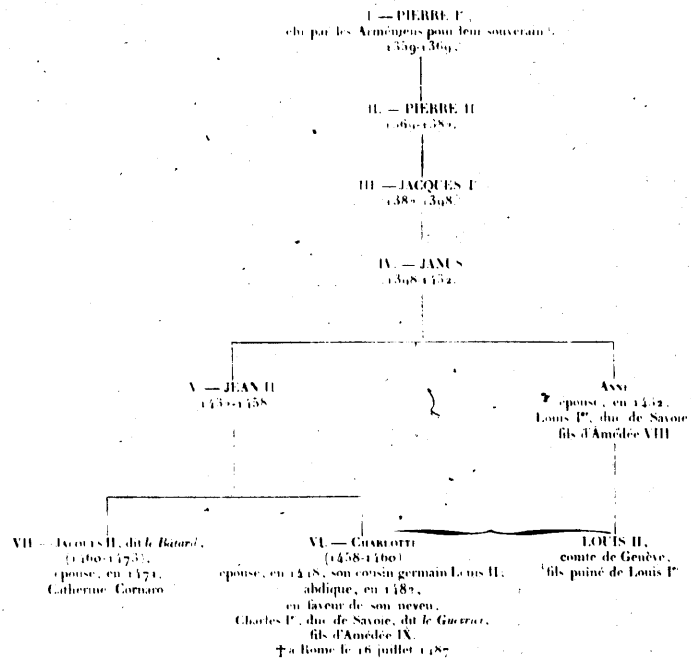 I — PIERRE Iᵉʳ,
élu par les Arméniens pour leur souverain¹.
1359-1369.
II. — PIERRE II
1369-1382.
III — JACQUES Iᵉʳ
1382-1398.
IV. — JANUS
1398-1432.
V. — JEAN II
1432-1458
ANNE
épouse, en 1432,
Louis Iᵉʳ, duc de Savoie
fils d'Amédée VIII
VII — JACQUES II, dit le Bâtard,
(1460-1473),
épouse, en 1471,
Catherine Cornaro
VI. — CHARLOTTE
(1458-1460)
épouse, en 1418, son cousin germain Louis II,
abdique, en 1482,
en faveur de son neveu,
Charles Iᵉʳ, duc de Savoie, dit le Guerrier,
fils d'Amédée IX.
† à Rome le 16 juillet 1487
LOUIS II,
comte de Genève,
fils puiné de Louis Iᵉʳ